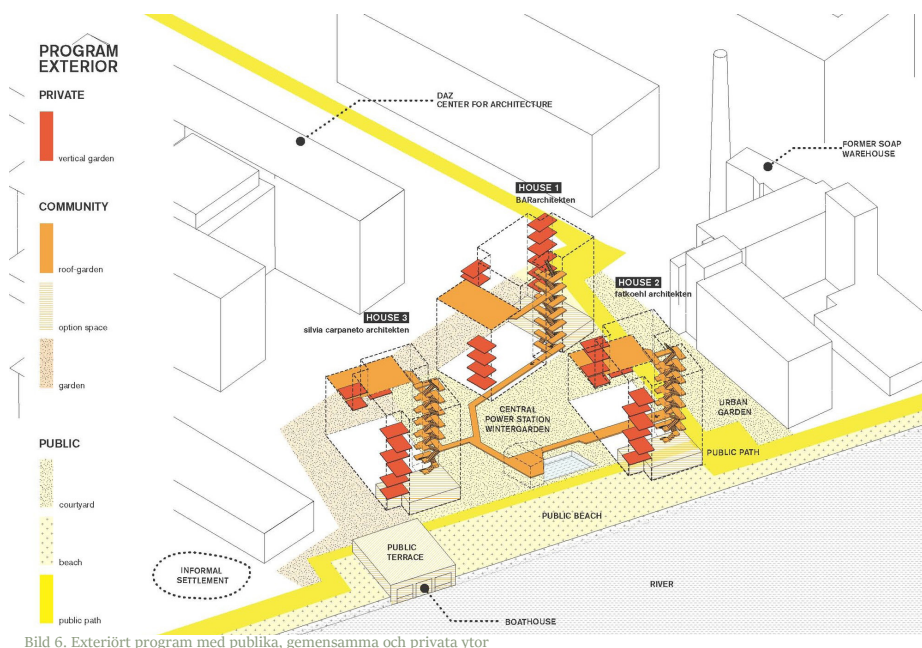 PROGRAM
EXTERIOR
PRIVATE
vertical garden
COMMUNITY
roof-garden
option space
garden
PUBLIC
courtyard
beach
public path
DAZ
CENTER FOR ARCHITECTURE
FORMER SOAP
WAREHOUSE
HOUSE 1
BARarchitekten
HOUSE 2
fatkoehl architekten
HOUSE 3
silvia carpaneto architekten
CENTRAL
POWER STATION
WINTERGARDEN
URBAN
GARDEN
PUBLIC PATH
PUBLIC BEACH
PUBLIC
TERRACE
INFORMAL
SETTLEMENT
RIVER
BOATHOUSE
Bild 6. Exteriört program med publika, gemensamma och privata ytor